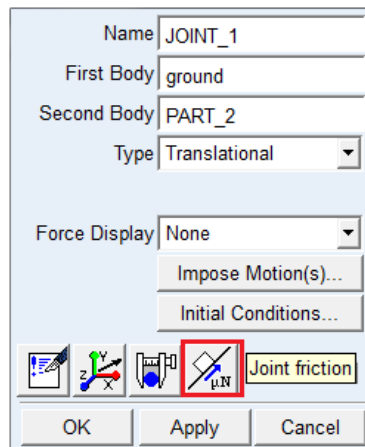 Name JOINT_1
First Body ground
Second Body PART_2
Type Translational
Force Display None
Impose Motion(s)...
Initial Conditions...
z Y μN Joint friction
OK Apply Cancel